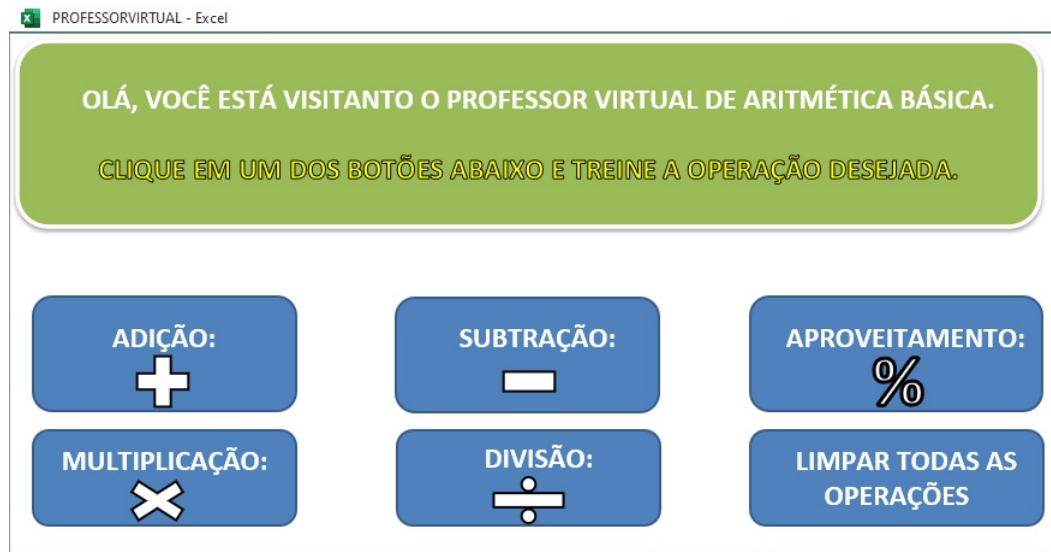 PROFESSORVIRTUAL - Excel
OLÁ, VOCÊ ESTÁ VISITANTO O PROFESSOR VIRTUAL DE ARITMÉTICA BÁSICA.
CLIQUE EM UM DOS BOTÕES ABAIXO E TREINE A OPERAÇÃO DESEJADA.
ADIÇÃO:
+
SUBTRAÇÃO:
-
APROVEITAMENTO:
%
MULTIPLICAÇÃO:
×
DIVISÃO:
÷
LIMPAR TODAS AS
OPERAÇÕES